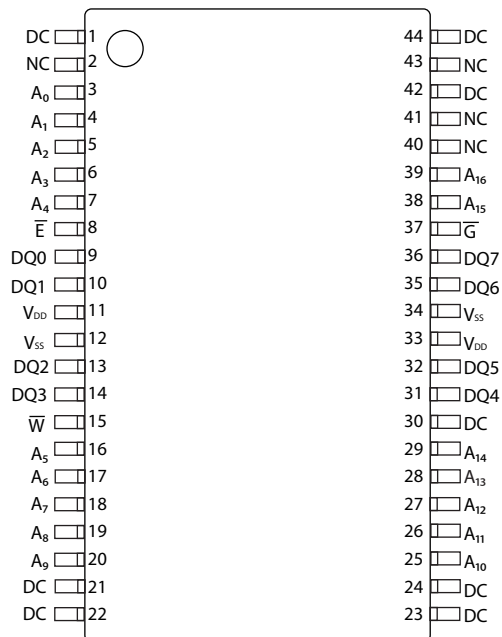 DC 1 44 DC
NC 2 43 NC
A₀ 3 42 DC
A₁ 4 41 NC
A₂ 5 40 NC
A₃ 6 39 A₁₆
A₄ 7 38 A₁₅
E̅ 8 37 G̅
DQ0 9 36 DQ7
DQ1 10 35 DQ6
V_DD 11 34 V_SS
V_SS 12 33 V_DD
DQ2 13 32 DQ5
DQ3 14 31 DQ4
W̅ 15 30 DC
A₅ 16 29 A₁₄
A₆ 17 28 A₁₃
A₇ 18 27 A₁₂
A₈ 19 26 A₁₁
A₉ 20 25 A₁₀
DC 21 24 DC
DC 22 23 DC